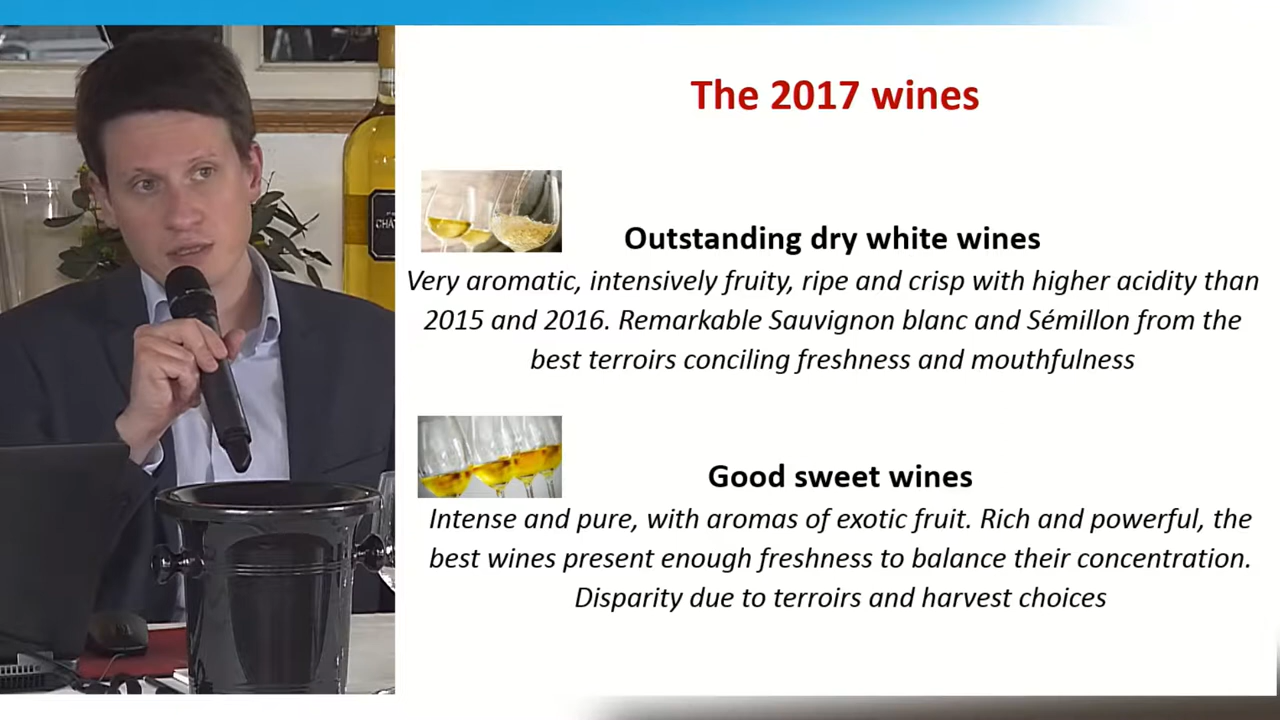 The 2017 wines
Outstanding dry white wines
Very aromatic, intensively fruity, ripe and crisp with higher acidity than
2015 and 2016. Remarkable Sauvignon blanc and Sémillon from the
best terroirs conciling freshness and mouthfulness
Good sweet wines
Intense and pure, with aromas of exotic fruit. Rich and powerful, the
best wines present enough freshness to balance their concentration.
Disparity due to terroirs and harvest choices